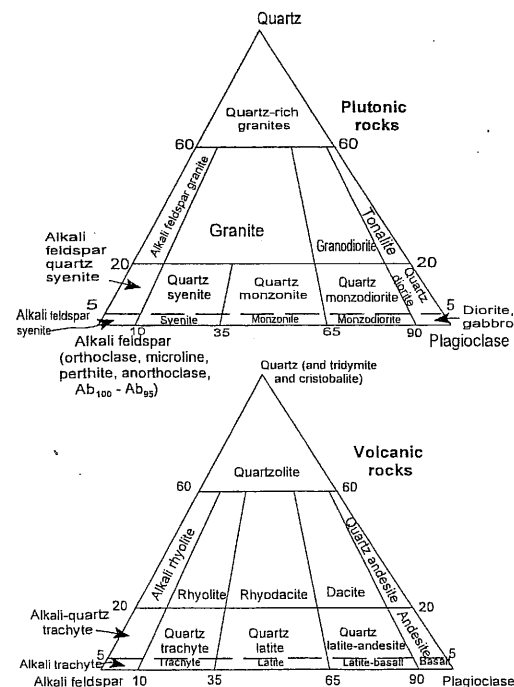 Quartz
Plutonic
rocks
Quartz-rich
granites
60
60
Alkali feldspar granite
Granite
Granodiorite
Tonalite
Alkali
feldspar
quartz
syenite
20
20
Quartz
syenite
Quartz
monzonite
Quartz
monzodiorite
Quartz
diorite
5
5
Alkali feldspar
syenite
Syenite
Monzonite
Monzodiorite
Diorite,
gabbro
10
35
65
90
Alkali feldspar
(orthoclase, microline,
perthite, anorthoclase,
Ab100 - Ab95)
Plagioclase
Quartz (and tridymite
and cristobalite)
Volcanic
rocks
Quartzolite
60
60
Alkali rhyolite
Rhyolite
Rhyodacite
Dacite
Quartz andesite
20
20
Alkali-quartz
trachyte
Quartz
trachyte
Quartz
latite
Quartz
latite-andesite
Andesite
5
5
Alkali trachyte
Trachyte
Latite
Latite-basalt
Basalt
Alkali feldspar
10
35
65
90
Plagioclase